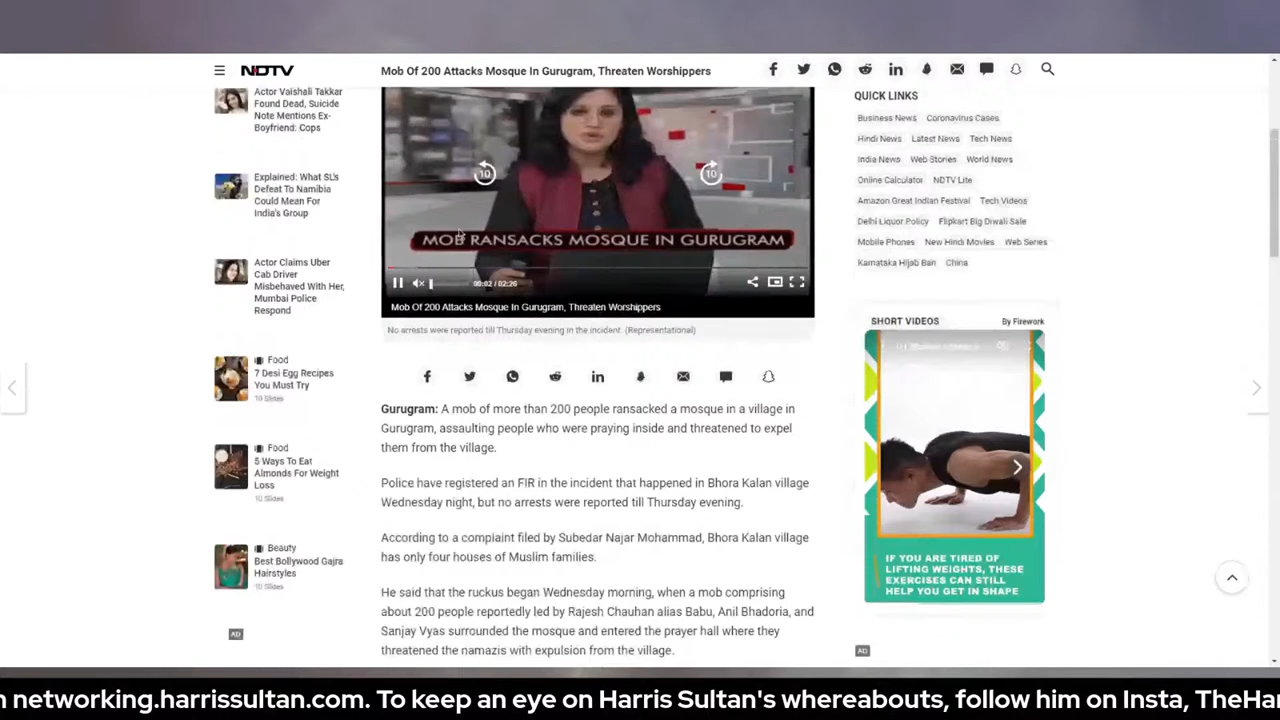 NDTV
Mob Of 200 Attacks Mosque In Gurugram, Threaten Worshippers
Actor Vaishali Takkar
Found Dead, Suicide
Note Mentions Ex-
Boyfriend: Cops
Explained: What SL's
Defeat To Namibia
Could Mean For
India's Group
Actor Claims Uber
Cab Driver
Misbehaved With Her,
Mumbai Police
Respond
Food
7 Desi Egg Recipes
You Must Try
10 Slides
Food
5 Ways To Eat
Almonds For Weight
Loss
10 Slides
Beauty
Best Bollywood Gajra
Hairstyles
10 Slides
AD
10
10
MOB RANSACKS MOSQUE IN GURUGRAM
00:02 / 02:26
Mob Of 200 Attacks Mosque In Gurugram, Threaten Worshippers
No arrests were reported till Thursday evening in the incident. (Representational)
Gurugram: A mob of more than 200 people ransacked a mosque in a village in
Gurugram, assaulting people who were praying inside and threatened to expel
them from the village.
Police have registered an FIR in the incident that happened in Bhora Kalan village
Wednesday night, but no arrests were reported till Thursday evening.
According to a complaint filed by Subedar Najar Mohammad, Bhora Kalan village
has only four houses of Muslim families.
He said that the ruckus began Wednesday morning, when a mob comprising
about 200 people reportedly led by Rajesh Chauhan alias Babu, Anil Bhadoria, and
Sanjay Vyas surrounded the mosque and entered the prayer hall where they
threatened the namazis with expulsion from the village.
QUICK LINKS
Business News Coronavirus Cases
Hindi News Latest News Tech News
India News Web Stories World News
Online Calculator NDTV Lite
Amazon Great Indian Festival Tech Videos
Delhi Liquor Policy Flipkart Big Diwali Sale
Mobile Phones New Hindi Movies Web Series
Karnataka Hijab Ban China
SHORT VIDEOS By Firework
IF YOU ARE TIRED OF
LIFTING WEIGHTS, THESE
EXERCISES CAN STILL
HELP YOU GET IN SHAPE
AD
networking.harrissultan.com. To keep an eye on Harris Sultan's whereabouts, follow him on Insta, TheHa